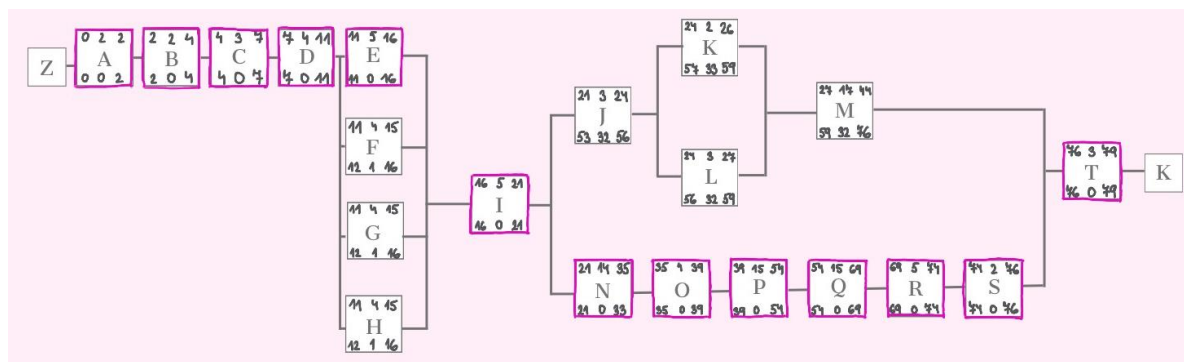 Z
0 2 2
A
0 0 2
2 2 4
B
2 0 4
4 3 7
C
4 0 7
7 4 11
D
7 0 11
11 5 16
E
11 0 16
11 4 15
F
12 1 16
11 4 15
G
12 1 16
11 4 15
H
12 1 16
16 5 21
I
16 0 21
21 3 24
J
53 32 56
24 2 26
K
57 33 59
24 3 27
L
56 32 59
27 17 44
M
59 32 76
21 14 35
N
21 0 33
35 4 39
O
35 0 39
39 15 54
P
39 0 54
54 15 69
Q
54 0 69
69 5 74
R
69 0 74
74 2 76
S
74 0 76
76 3 79
T
76 0 79
K